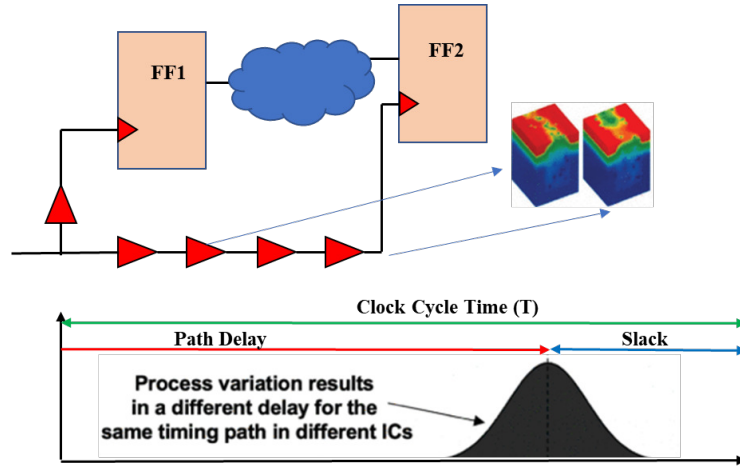 FF1
FF2
Clock Cycle Time (T)
Path Delay
Slack
Process variation results
in a different delay for the
same timing path in different ICs